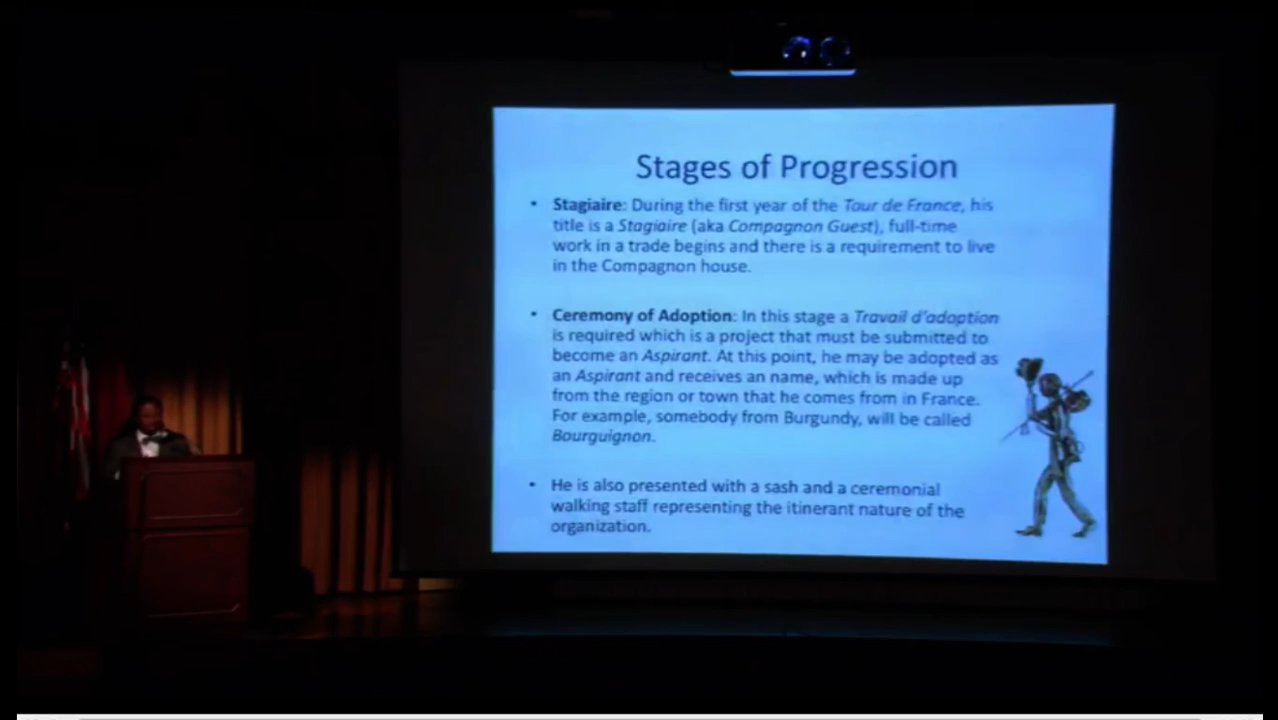 Stages of Progression
• Stagiaire: During the first year of the Tour de France, his
title is a Stagiaire (aka Compagnon Guest), full-time
work in a trade begins and there is a requirement to live
in the Compagnon house.
• Ceremony of Adoption: In this stage a Travail d'adoption
is required which is a project that must be submitted to
become an Aspirant. At this point, he may be adopted as
an Aspirant and receives an name, which is made up
from the region or town that he comes from in France.
For example, somebody from Burgundy, will be called
Bourguignon.
• He is also presented with a sash and a ceremonial
walking staff representing the itinerant nature of the
organization.